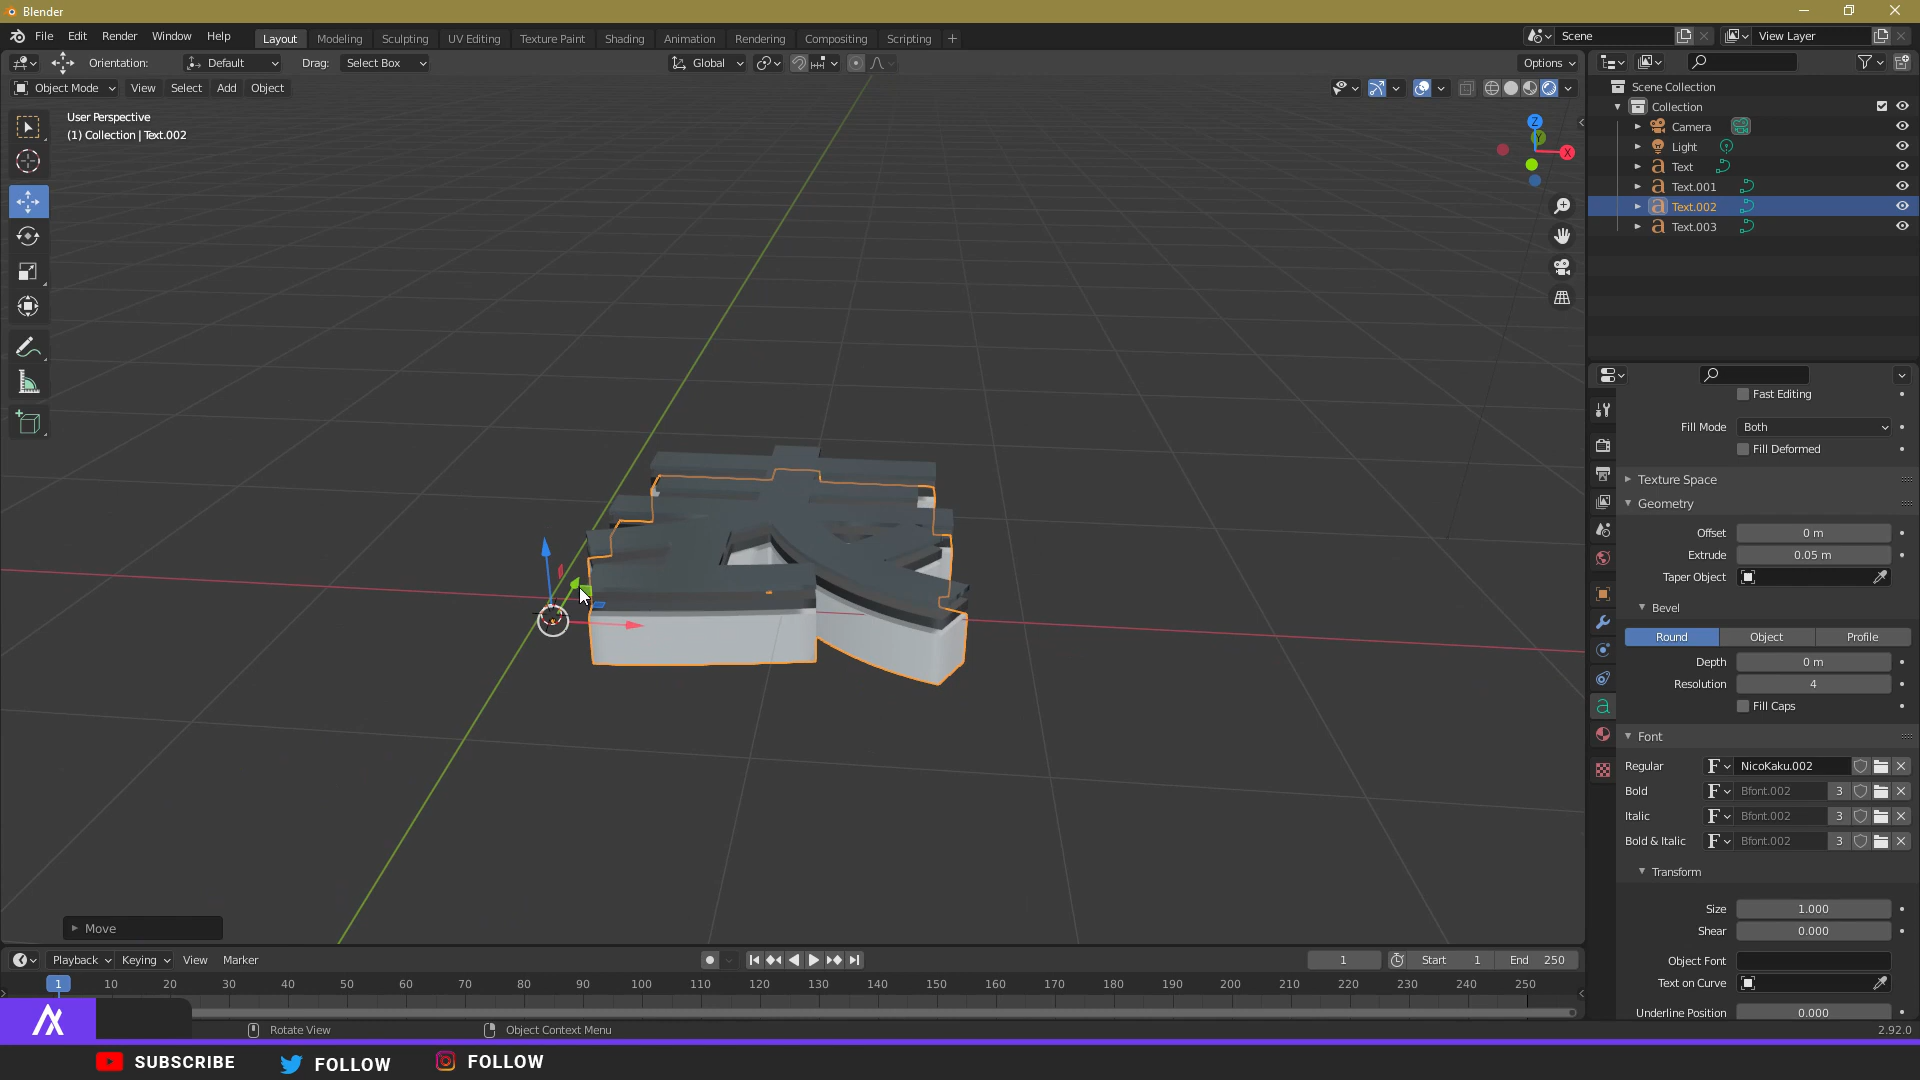 Blender
File Edit Render Window Help
Layout Modeling Sculpting UV Editing Texture Paint Shading Animation Rendering Compositing Scripting +
Scene
View Layer
Orientation: Default Drag: Select Box
Global
Options
Object Mode View Select Add Object
User Perspective
(1) Collection | Text.002
Z
Y
X
Scene Collection
Collection
Camera
Light
Text
Text.001
Text.002
Text.003
Fast Editing
Fill Mode Both
Fill Deformed
Texture Space
Geometry
Offset 0 m
Extrude 0.05 m
Taper Object
Bevel
Round Object Profile
Depth 0 m
Resolution 4
Fill Caps
Font
Regular F NicoKaku.002
Bold F Bfont.002 3
Italic F Bfont.002 3
Bold & Italic F Bfont.002 3
Transform
Size 1.000
Shear 0.000
Object Font
Text on Curve
Underline Position 0.000
Move
Playback Keying View Marker
1 Start 1 End 250
1 10 20 30 40 50 60 70 80 90 100 110 120 130 140 150 160 170 180 190 200 210 220 230 240 250
Rotate View
Object Context Menu
2.92.0
SUBSCRIBE FOLLOW FOLLOW